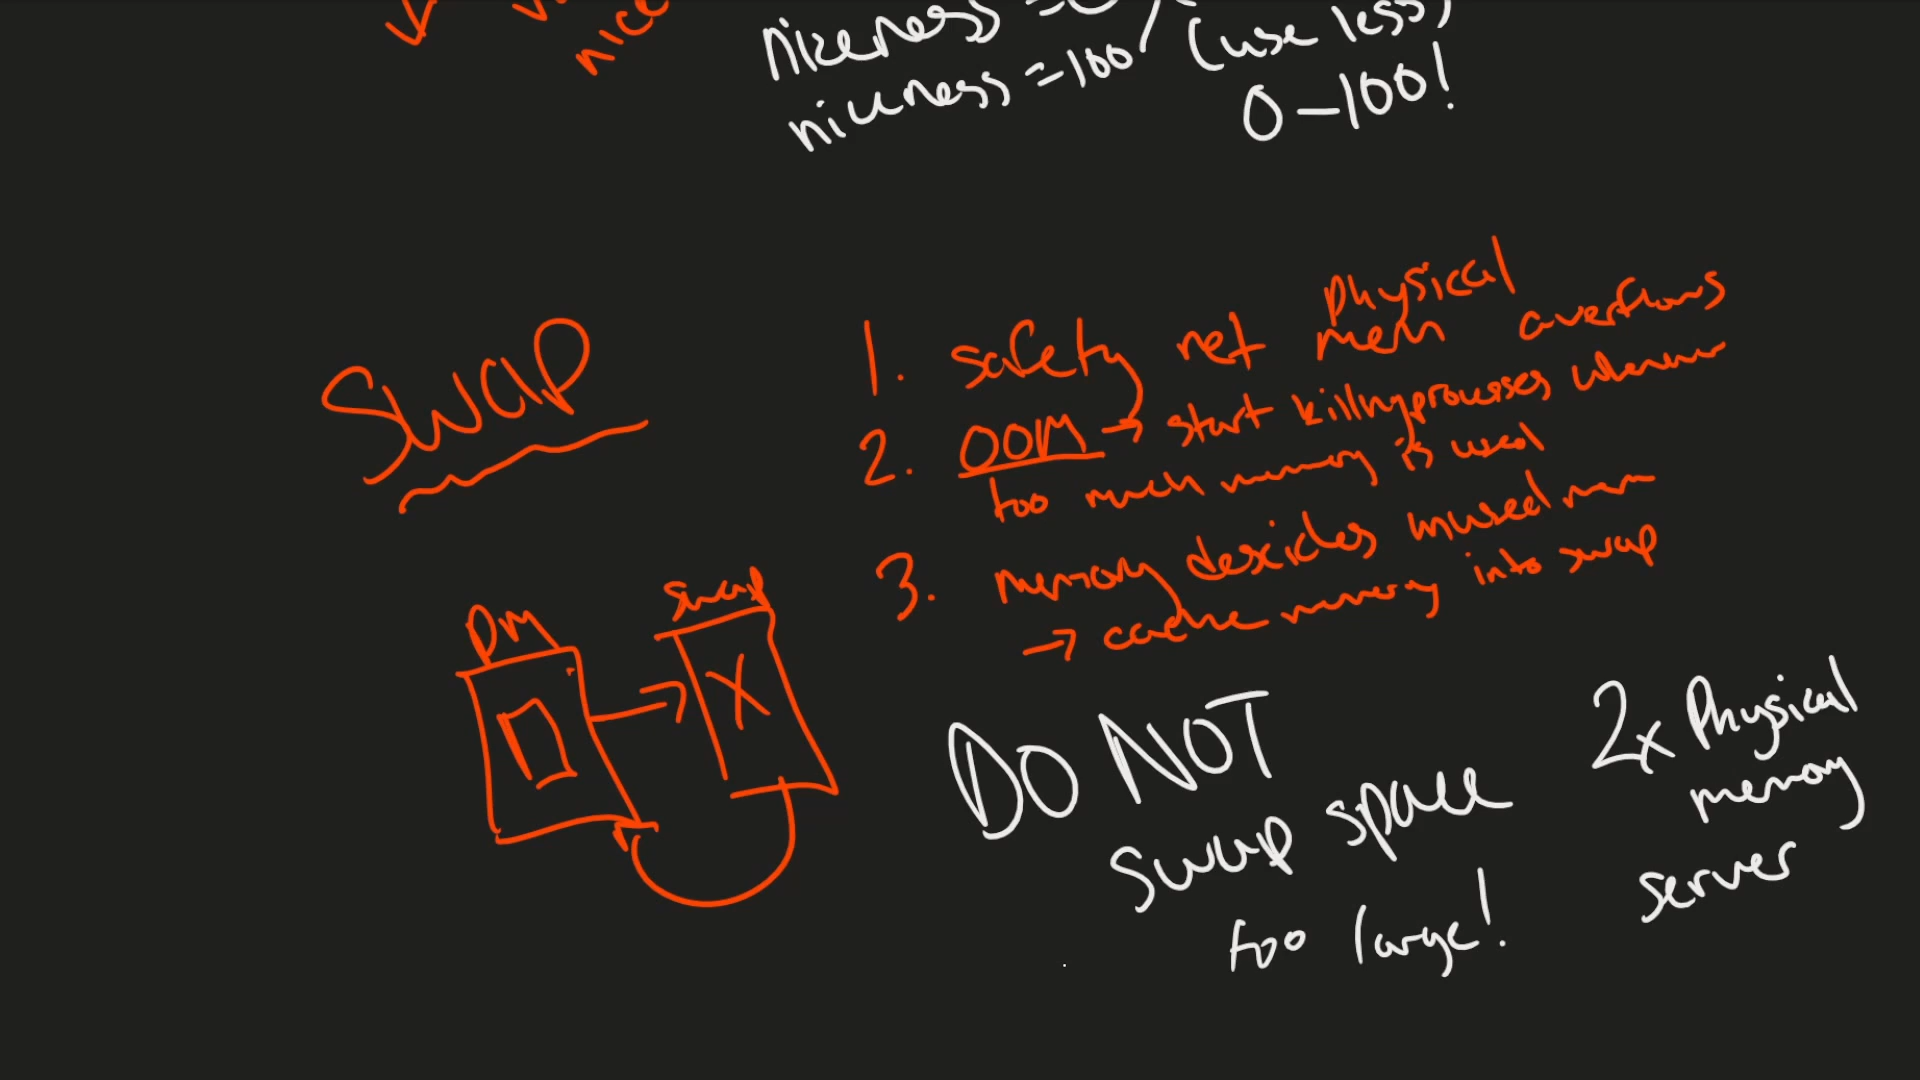 nice
niceness =
niceness = 100
(use less)
0-100!
swap
1. safety net physical mem overflows
2. OOM → start killing processes whenever
too much memory is used
3. memory decides unused mem
→ cache memory into swap
PM
swap
X
DO NOT
swap space
too large!
2x Physical
memory
server